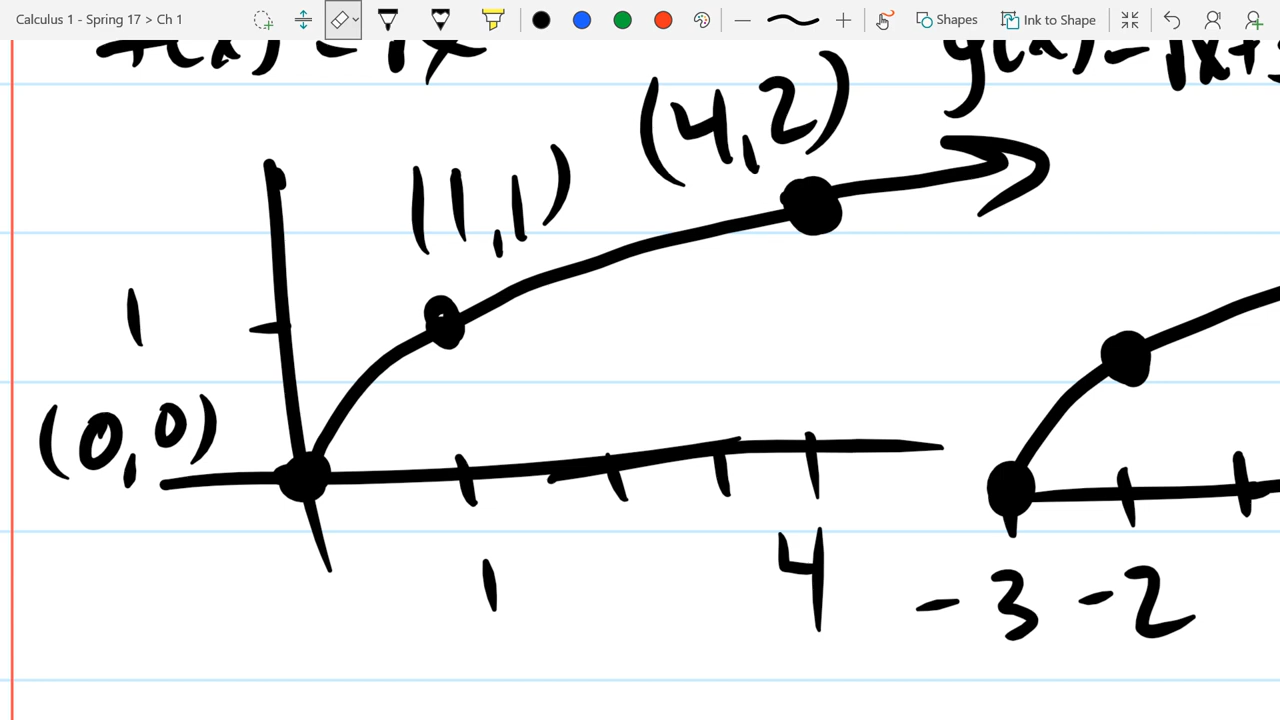 Calculus 1 - Spring 17 > Ch 1
Shapes
Ink to Shape
f(x) = √x
g(x) = √x+3
(4,2)
(1,1)
1
(0,0)
1
4
-3 -2